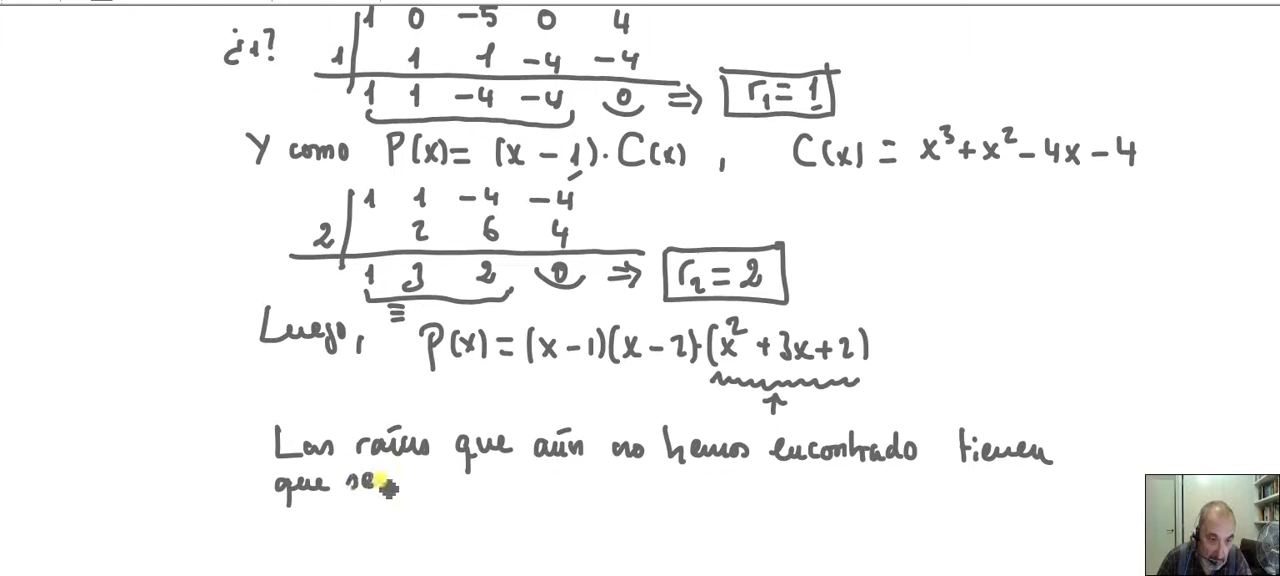 1 0 -5 0 4
¿1? 1 1 1 -4 -4
1 1 -4 -4 0 => r₁ = 1
Y como P(x) = (x - 1)·C(x), C(x) = x³+x²-4x-4
1 1 -4 -4
2 2 6 4
1 3 2 0 => r₂ = 2
Luego, P(x) = (x-1)(x-2)·(x²+3x+2)
Las raíces que aún no hemos encontrado tienen
que se